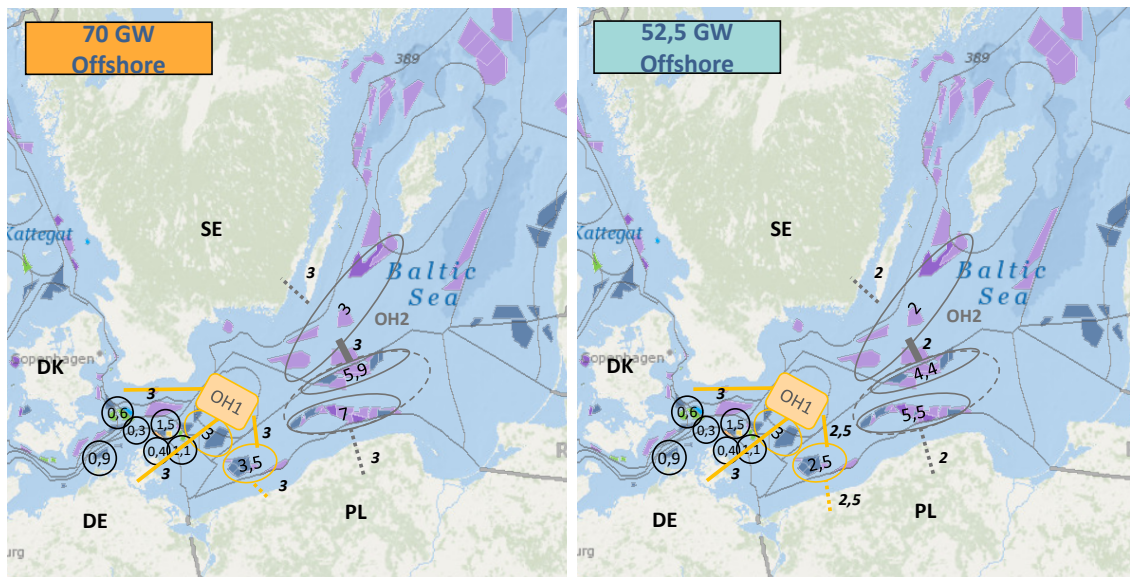 70 GW
Offshore
389
SE
Kattegat
3
Baltic
Sea
3
OH2
3
openhagen
DK
5,9
3
OH1
0,6
0,3
1,5
3
7
3
0,4
1,1
0,9
3
3,5
3
3
DE
PL
urg
52,5 GW
Offshore
389
SE
Kattegat
2
Baltic
Sea
2
OH2
2
openhagen
DK
4,4
3
OH1
0,6
0,3
1,5
3
5,5
2,5
0,4
1,1
0,9
3
2,5
2
2,5
DE
PL
urg